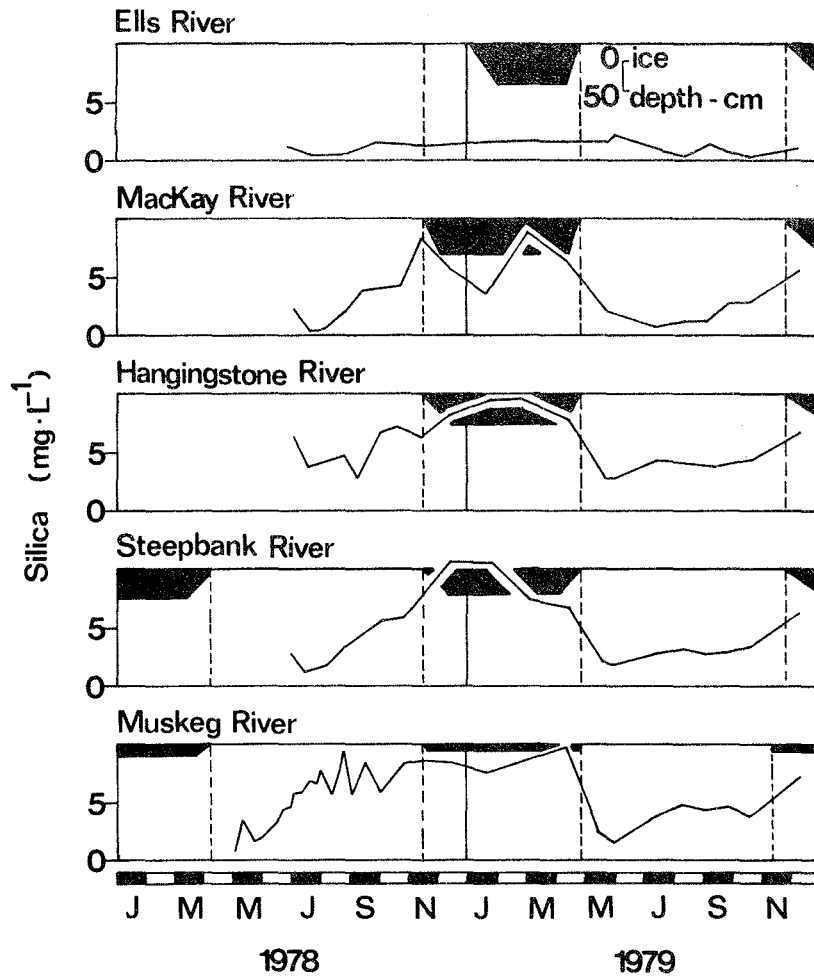 Ells River
0 ice
50 depth - cm
5
0
MacKay River
5
0
Hangingstone River
5
0
Steepbank River
5
0
Muskeg River
5
0
Silica (mg·L⁻¹)
J M M J S N J M M J S N
1978 1979